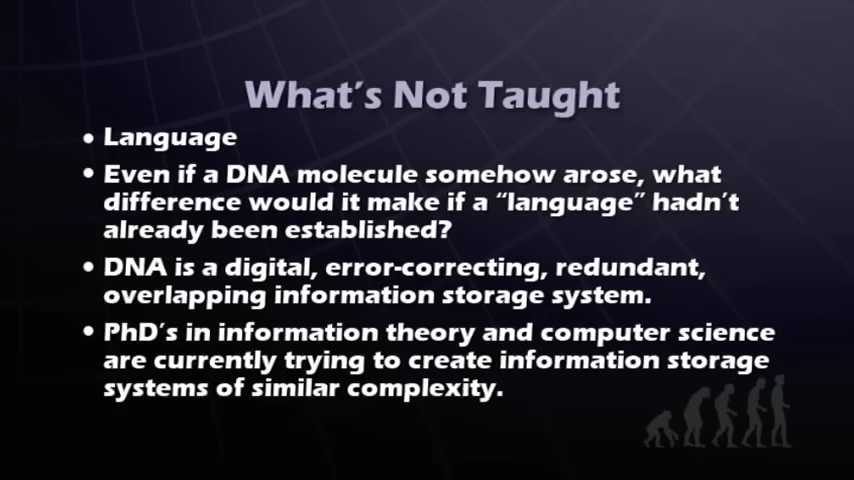 What's Not Taught
• Language
• Even if a DNA molecule somehow arose, what
difference would it make if a “language” hadn't
already been established?
• DNA is a digital, error-correcting, redundant,
overlapping information storage system.
• PhD's in information theory and computer science
are currently trying to create information storage
systems of similar complexity.